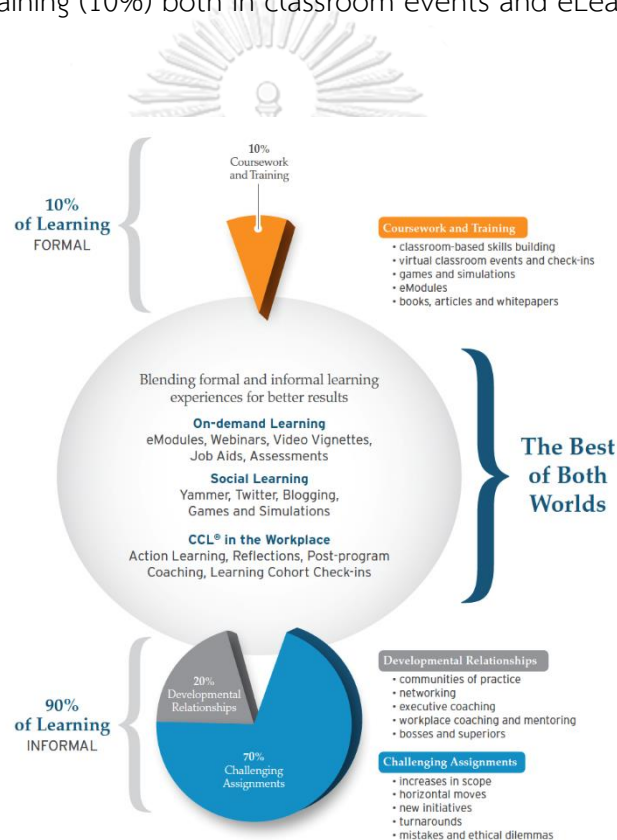 raining (10%) both in classroom events and eLea
10%
Coursework
and Training
10%
of Learning
FORMAL
Coursework and Training
• classroom-based skills building
• virtual classroom events and check-ins
• games and simulations
• eModules
• books, articles and whitepapers
Blending formal and informal learning
experiences for better results
On-demand Learning
eModules, Webinars, Video Vignettes,
Job Aids, Assessments
Social Learning
Yammer, Twitter, Blogging,
Games and Simulations
CCL® in the Workplace
Action Learning, Reflections, Post-program
Coaching, Learning Cohort Check-ins
The Best
of Both
Worlds
90%
of Learning
INFORMAL
20%
Developmental
Relationships
70%
Challenging
Assignments
Developmental Relationships
• communities of practice
• networking
• executive coaching
• workplace coaching and mentoring
• bosses and superiors
Challenging Assignments
• increases in scope
• horizontal moves
• new initiatives
• turnarounds
• mistakes and ethical dilemmas